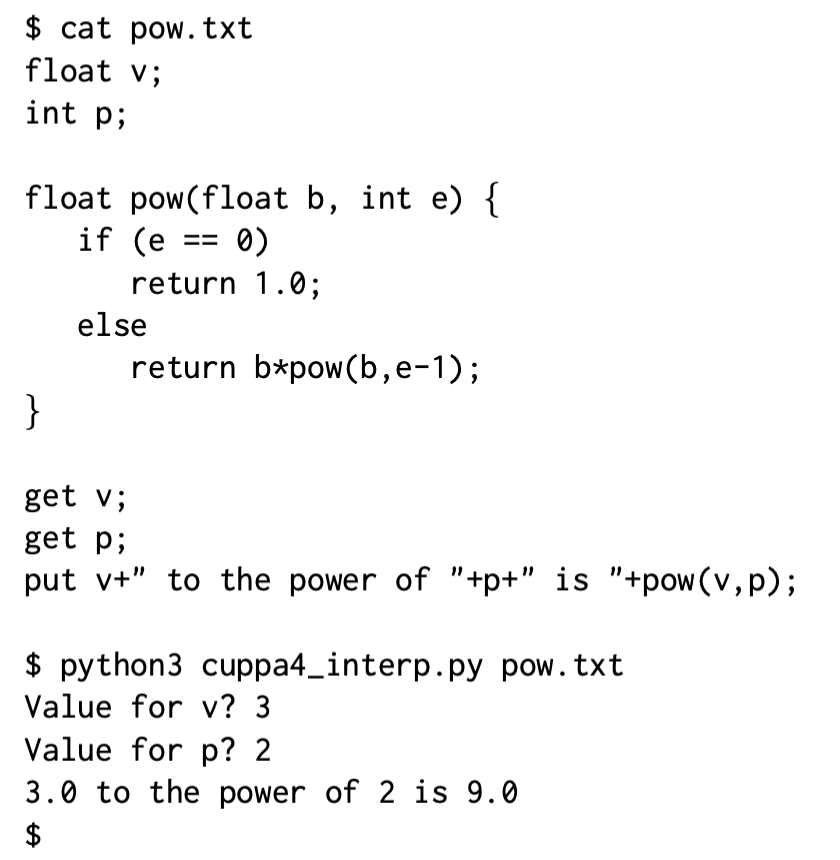 $ cat pow.txt
float v;
int p;

float pow(float b, int e) {
   if (e == 0)
      return 1.0;
   else
      return b*pow(b,e-1);
}

get v;
get p;
put v+" to the power of "+p+" is "+pow(v,p);

$ python3 cuppa4_interp.py pow.txt
Value for v? 3
Value for p? 2
3.0 to the power of 2 is 9.0
$